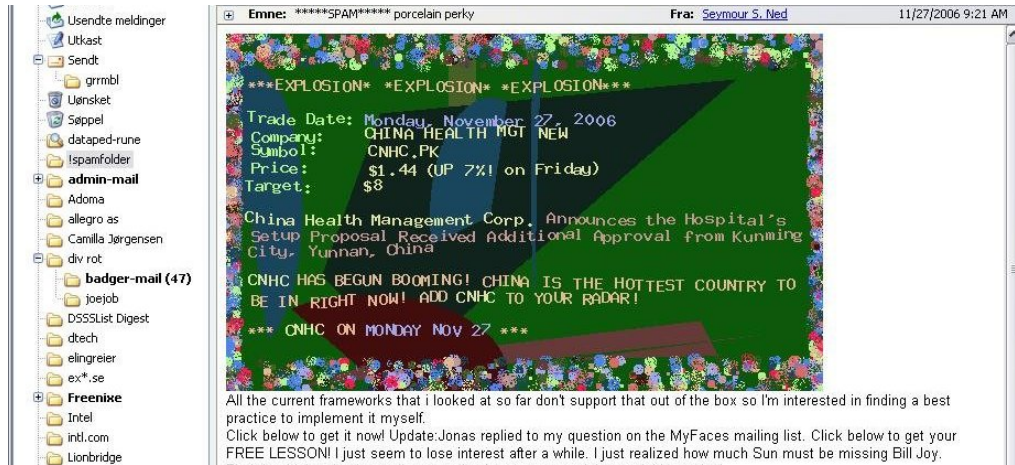 Usendte meldinger
Utkast
Sendt
grrmbl
Uønsket
Søppel
dataped-rune
!spamfolder
admin-mail
Adoma
allegro as
Camilla Jørgensen
div rot
badger-mail (47)
joejob
DSSSList Digest
dtech
elingreier
ex*.se
Freenixe
Intel
intl.com
Lionbridge
Emne: *****SPAM***** porcelain perky Fra: Seymour S. Ned 11/27/2006 9:21 AM
***EXPLOSION* *EXPLOSION* *EXPLOSION***
Trade Date: Monday, November 27, 2006
Company: CHINA HEALTH MGT NEW
Symbol: CNHC.PK
Price: $1.44 (UP 7%! on Friday)
Target: $8
China Health Management Corp. Announces the Hospital's
Setup Proposal Received Additional Approval from Kunming
City, Yunnan, China
CNHC HAS BEGUN BOOMING! CHINA IS THE HOTTEST COUNTRY TO
BE IN RIGHT NOW! ADD CNHC TO YOUR RADAR!
*** CNHC ON MONDAY NOV 27 ***
All the current frameworks that i looked at so far don't support that out of the box so I'm interested in finding a best
practice to implement it myself.
Click below to get it now! Update:Jonas replied to my question on the MyFaces mailing list. Click below to get your
FREE LESSON! I just seem to lose interest after a while. I just realized how much Sun must be missing Bill Joy.